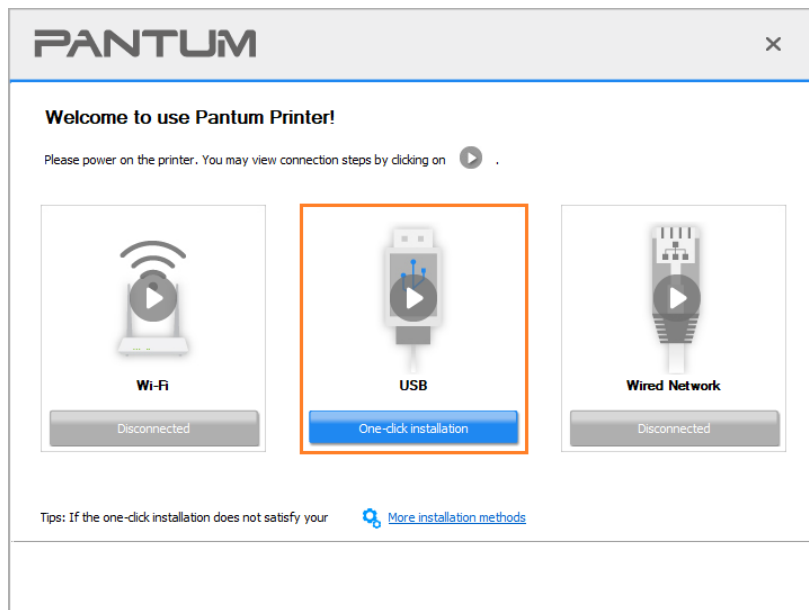 PANTUM
Welcome to use Pantum Printer!
Please power on the printer. You may view connection steps by clicking on .
Wi-Fi
USB
Wired Network
Disconnected
One-click installation
Disconnected
Tips: If the one-click installation does not satisfy your
More installation methods